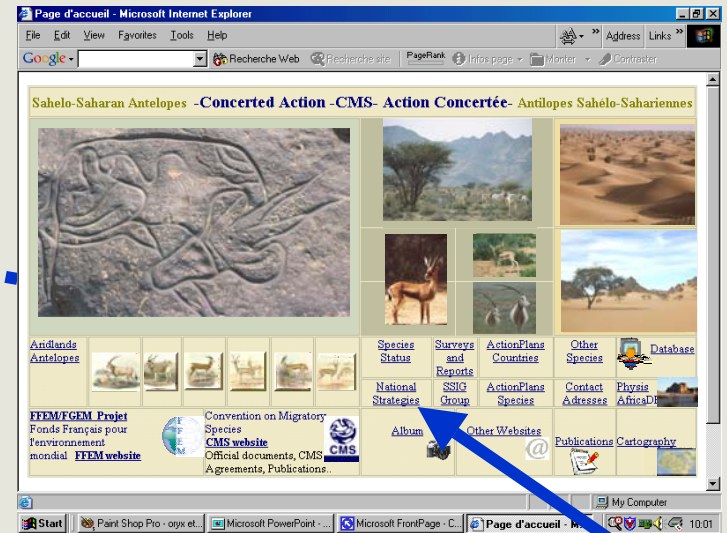 Page d'accueil - Microsoft Internet Explorer
File Edit View Favorites Tools Help
Address Links »
Google - Recherche Web Recherche site PageRank Infos page - Monter - Contraster
Sahelo-Saharan Antelopes -Concerted Action -CMS- Action Concertée- Antilopes Sahélo-Sahariennes
Aridlands Antelopes
Species Status
Surveys and Reports
ActionPlans Countries
Other Species
Database
National Strategies
SSIG Group
ActionPlans Species
Contact Adresses
Physis AfricaDB
FFEM/FGEM Projet
Fonds Français pour
l'environnement
mondial FFEM website
FFEM
Convention on Migratory
Species
CMS website
Official documents, CMS
Agreements, Publications..
CMS
Album
Other Websites
@
Publications
Cartography
My Computer
Start Paint Shop Pro - oryx et... Microsoft PowerPoint - ... Microsoft FrontPage - C... Page d'accueil - M... 10:01